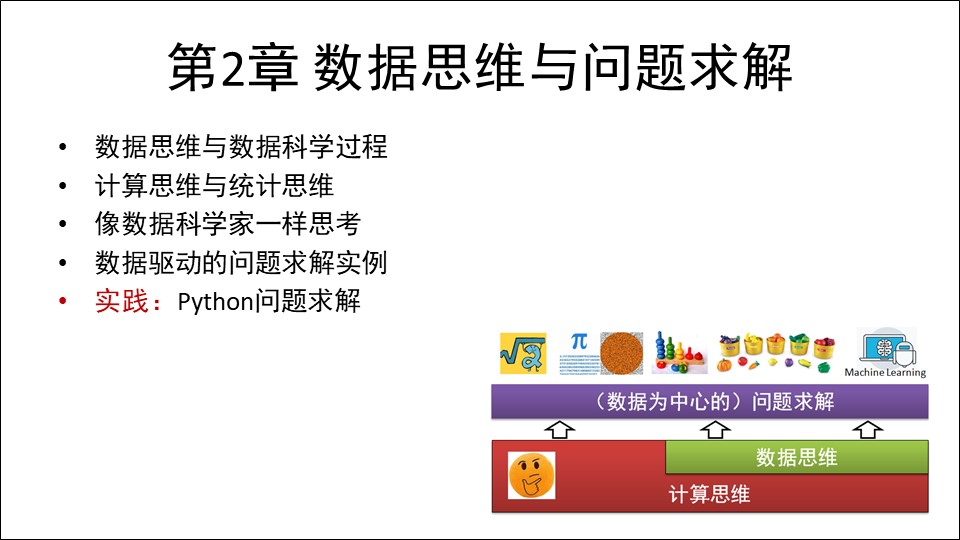 第2章 数据思维与问题求解
• 数据思维与数据科学过程
• 计算思维与统计思维
• 像数据科学家一样思考
• 数据驱动的问题求解实例
• 实践：Python问题求解
√2
π
Machine Learning
（数据为中心的）问题求解
数据思维
计算思维